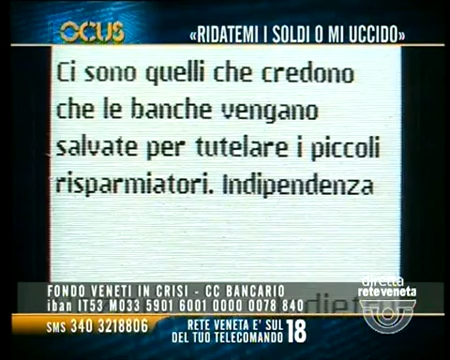 OCUS
«RIDATEMI I SOLDI O MI UCCIDO»
Ci sono quelli che credono
che le banche vengano
salvate per tutelare i piccoli
risparmiatori. Indipendenza
FONDO VENETI IN CRISI - CC BANCARIO
iban IT53 M033 5901 6001 0000 0078 840
diretta
reteveneta
SMS 340 3218806
RETE VENETA E' SUL
DEL TUO TELECOMANDO
18